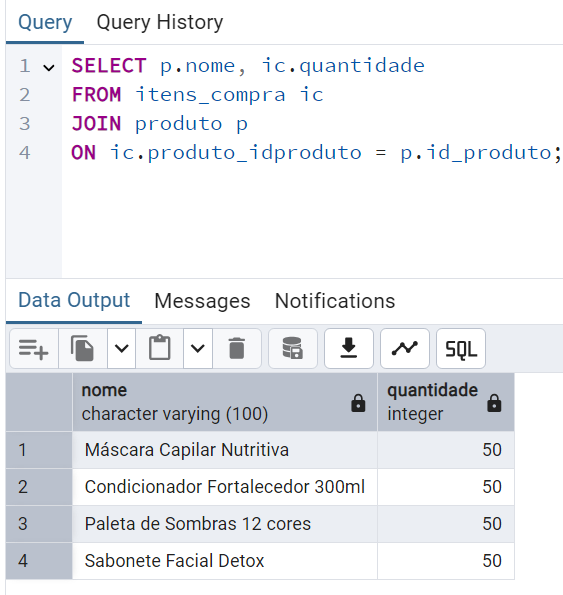 Query Query History
1 SELECT p.nome, ic.quantidade
2 FROM itens_compra ic
3 JOIN produto p
4 ON ic.produto_idproduto = p.id_produto;
Data Output Messages Notifications
SQL
nome quantidade
character varying (100) integer
1 Máscara Capilar Nutritiva 50
2 Condicionador Fortalecedor 300ml 50
3 Paleta de Sombras 12 cores 50
4 Sabonete Facial Detox 50